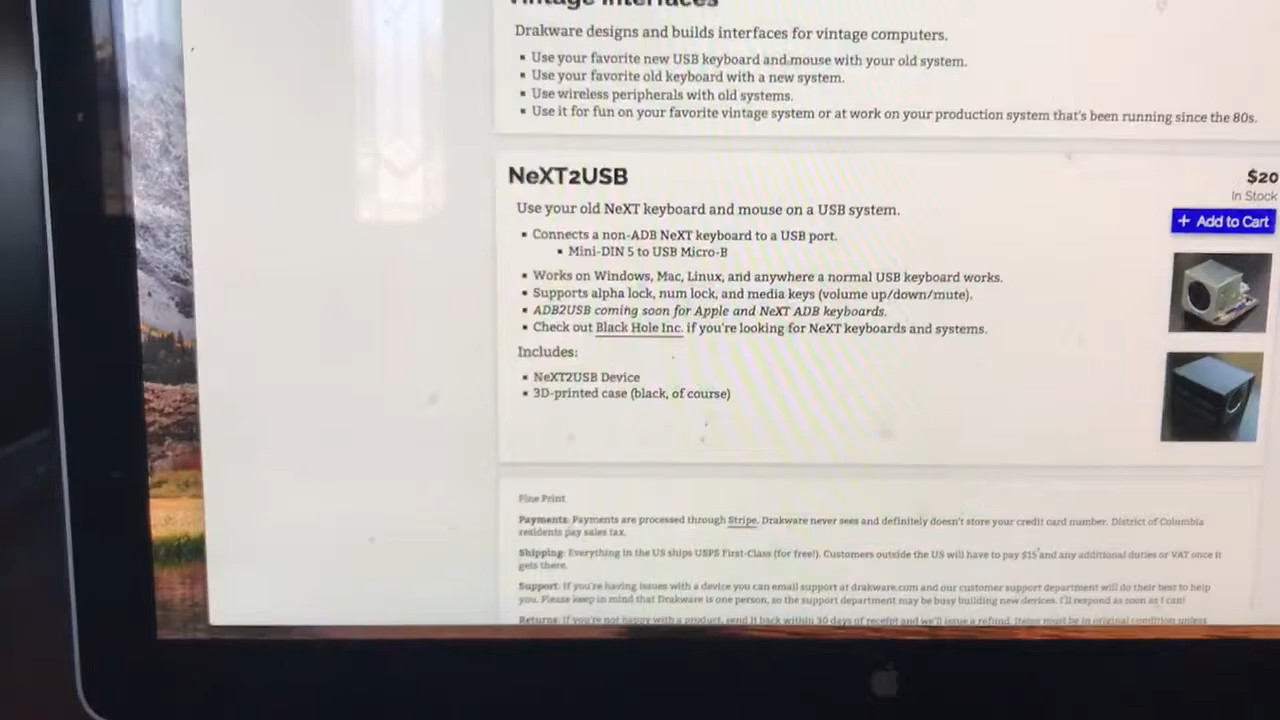 Vintage Interfaces
Drakware designs and builds interfaces for vintage computers.
▪ Use your favorite new USB keyboard and mouse with your old system.
▪ Use your favorite old keyboard with a new system.
▪ Use wireless peripherals with old systems.
▪ Use it for fun on your favorite vintage system or at work on your production system that's been running since the 80s.
NeXT2USB
$20
In Stock
+ Add to Cart
Use your old NeXT keyboard and mouse on a USB system.
▪ Connects a non-ADB NeXT keyboard to a USB port.
▪ Mini-DIN 5 to USB Micro-B
▪ Works on Windows, Mac, Linux, and anywhere a normal USB keyboard works.
▪ Supports alpha lock, num lock, and media keys (volume up/down/mute).
▪ ADB2USB coming soon for Apple and NeXT ADB keyboards.
▪ Check out Black Hole Inc. if you're looking for NeXT keyboards and systems.
Includes:
▪ NeXT2USB Device
▪ 3D-printed case (black, of course)
Fine Print
Payments: Payments are processed through Stripe. Drakware never sees and definitely doesn't store your credit card number. District of Columbia
residents pay sales tax.
Shipping: Everything in the US ships USPS First-Class (for free!). Customers outside the US will have to pay $15 and any additional duties or VAT once it
gets there.
Support: If you're having issues with a device you can email support at drakware.com and our customer support department will do their best to help
you. Please keep in mind that Drakware is one person, so the support department may be busy building new devices. I'll respond as soon as I can!
Returns: If you're not happy with a product, send it back within 30 days of receipt and we'll issue a refund. Items must be in original condition unless